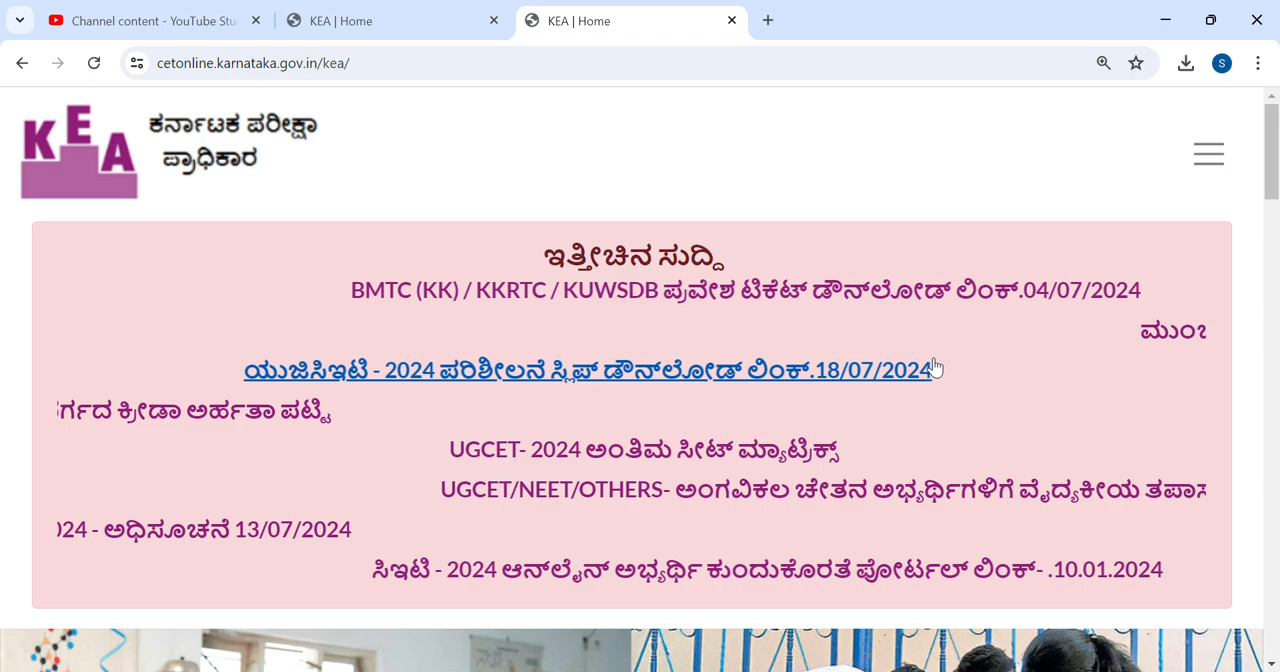 Channel content - YouTube Stu
KEA | Home
KEA | Home
cetonline.karnataka.gov.in/kea/
S
KEA
ಕರ್ನಾಟಕ ಪರೀಕ್ಷಾ
ಪ್ರಾಧಿಕಾರ
ಇತ್ತೀಚಿನ ಸುದ್ದಿ
BMTC (KK) / KKRTC / KUWSDB ಪ್ರವೇಶ ಟಿಕೆಟ್ ಡೌನ್‌ಲೋಡ್ ಲಿಂಕ್.04/07/2024
ಯುಜಿಸಿಇಟಿ - 2024 ಪರಿಶೀಲನೆ ಸ್ಲಿಪ್ ಡೌನ್‌ಲೋಡ್ ಲಿಂಕ್.18/07/2024
ಕ್ರೀಡಾ ಅರ್ಹತಾ ಪಟ್ಟಿ
UGCET- 2024 ಅಂತಿಮ ಸೀಟ್ ಮ್ಯಾಟ್ರಿಕ್ಸ್
UGCET/NEET/OTHERS- ಅಂಗವಿಕಲ ಚೇತನ ಅಭ್ಯರ್ಥಿಗಳಿಗೆ ವೈದ್ಯಕೀಯ ತಪಾಸ
024 - ಅಧಿಸೂಚನೆ 13/07/2024
ಸಿಇಟಿ - 2024 ಆನ್‌ಲೈನ್ ಅಭ್ಯರ್ಥಿ ಕುಂದುಕೊರತೆ ಪೋರ್ಟಲ್ ಲಿಂಕ್- .10.01.2024